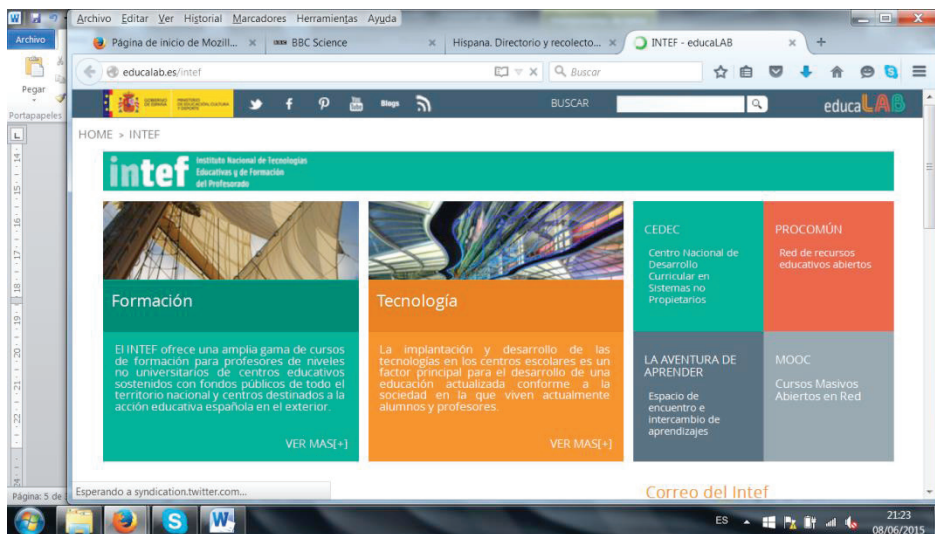 Archivo Editar Ver Historial Marcadores Herramientas Ayuda
Archivo
Página de inicio de Mozill... × BBC Science × Hispana. Directorio y recolecto... × INTEF - educaLAB × +
educalab.es/intef
Buscar
Pegar
Portapapeles
GOBIERNO DE ESPAÑA
MINISTERIO DE EDUCACIÓN, CULTURA Y DEPORTE
Blogs
BUSCAR
educaLAB
HOME » INTEF
intef
Instituto Nacional de Tecnologías
Educativas y de Formación
del Profesorado
Formación
El INTEF ofrece una amplia gama de cursos
de formación para profesores de niveles
no universitarios de centros educativos
sostenidos con fondos públicos de todo el
territorio nacional y centros destinados a la
acción educativa española en el exterior.
VER MAS[+]
Tecnología
La implantación y desarrollo de las
tecnologías en los centros escolares es un
factor principal para el desarrollo de una
educación actualizada conforme a la
sociedad en la que viven actualmente
alumnos y profesores.
VER MAS[+]
CEDEC
Centro Nacional de
Desarrollo
Curricular en
Sistemas no
Propietarios
PROCOMÚN
Red de recursos
educativos abiertos
LA AVENTURA DE
APRENDER
Espacio de
encuentro e
intercambio de
aprendizajes
MOOC
Cursos Masivos
Abiertos en Red
Correo del Intef
Esperando a syndication.twitter.com...
Página: 5 de
ES
21:23
08/06/2015